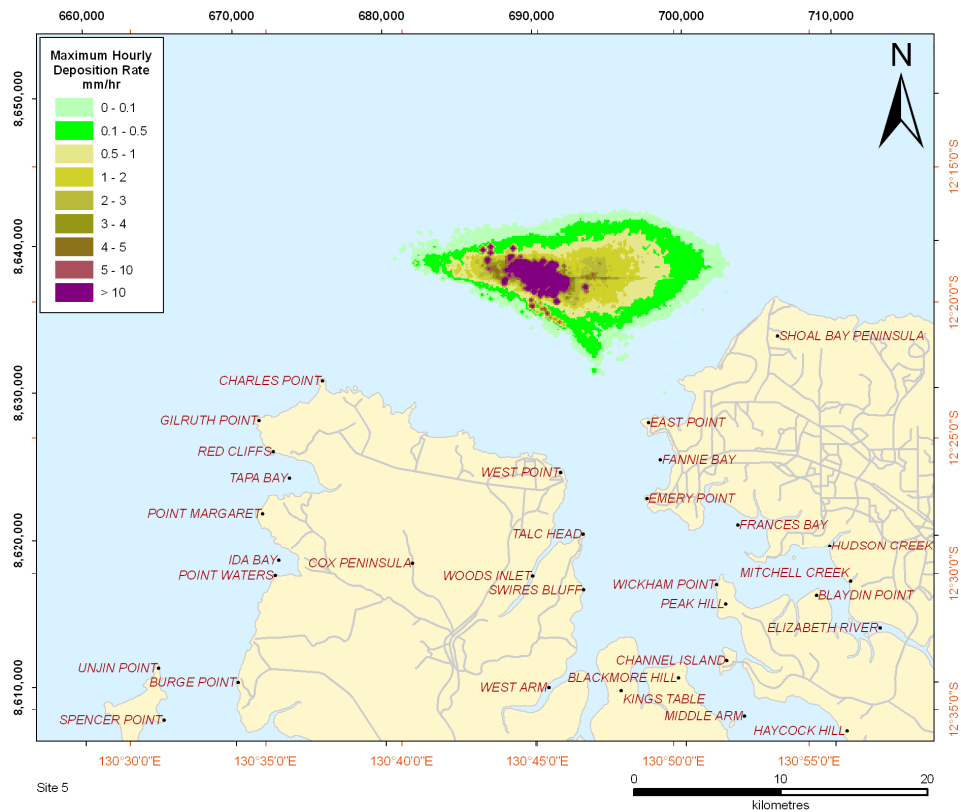 660,000 670,000 680,000 690,000 700,000 710,000
Maximum Hourly
Deposition Rate
mm/hr
0 - 0.1
0.1 - 0.5
0.5 - 1
1 - 2
2 - 3
3 - 4
4 - 5
5 - 10
> 10
N
8,650,000
8,640,000
8,630,000
8,620,000
8,610,000
12°15'0"S
12°20'0"S
12°25'0"S
12°30'0"S
12°35'0"S
SHOAL BAY PENINSULA
CHARLES POINT
GILRUTH POINT
EAST POINT
RED CLIFFS
FANNIE BAY
TAPA BAY
WEST POINT
EMERY POINT
POINT MARGARET
FRANCES BAY
TALC HEAD
HUDSON CREEK
IDA BAY
COX PENINSULA
POINT WATERS
WOODS INLET
MITCHELL CREEK
WICKHAM POINT
SWIRES BLUFF
BLAYDIN POINT
PEAK HILL
ELIZABETH RIVER
CHANNEL ISLAND
UNJIN POINT
BLACKMORE HILL
BURGE POINT
WEST ARM
KINGS TABLE
MIDDLE ARM
SPENCER POINT
HAYCOCK HILL
130°30'0"E 130°35'0"E 130°40'0"E 130°45'0"E 130°50'0"E 130°55'0"E
Site 5
0 10 20
kilometres